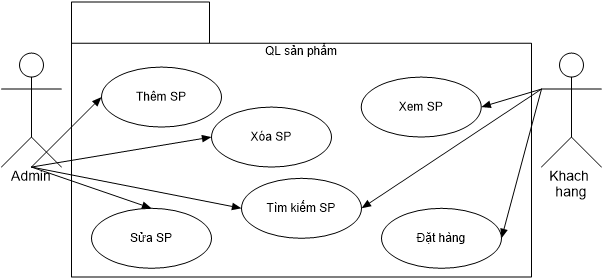 QL sản phẩm
Thêm SP
Xem SP
Xóa SP
Admin
Khach
hang
Tìm kiếm SP
Sửa SP
Đặt hàng